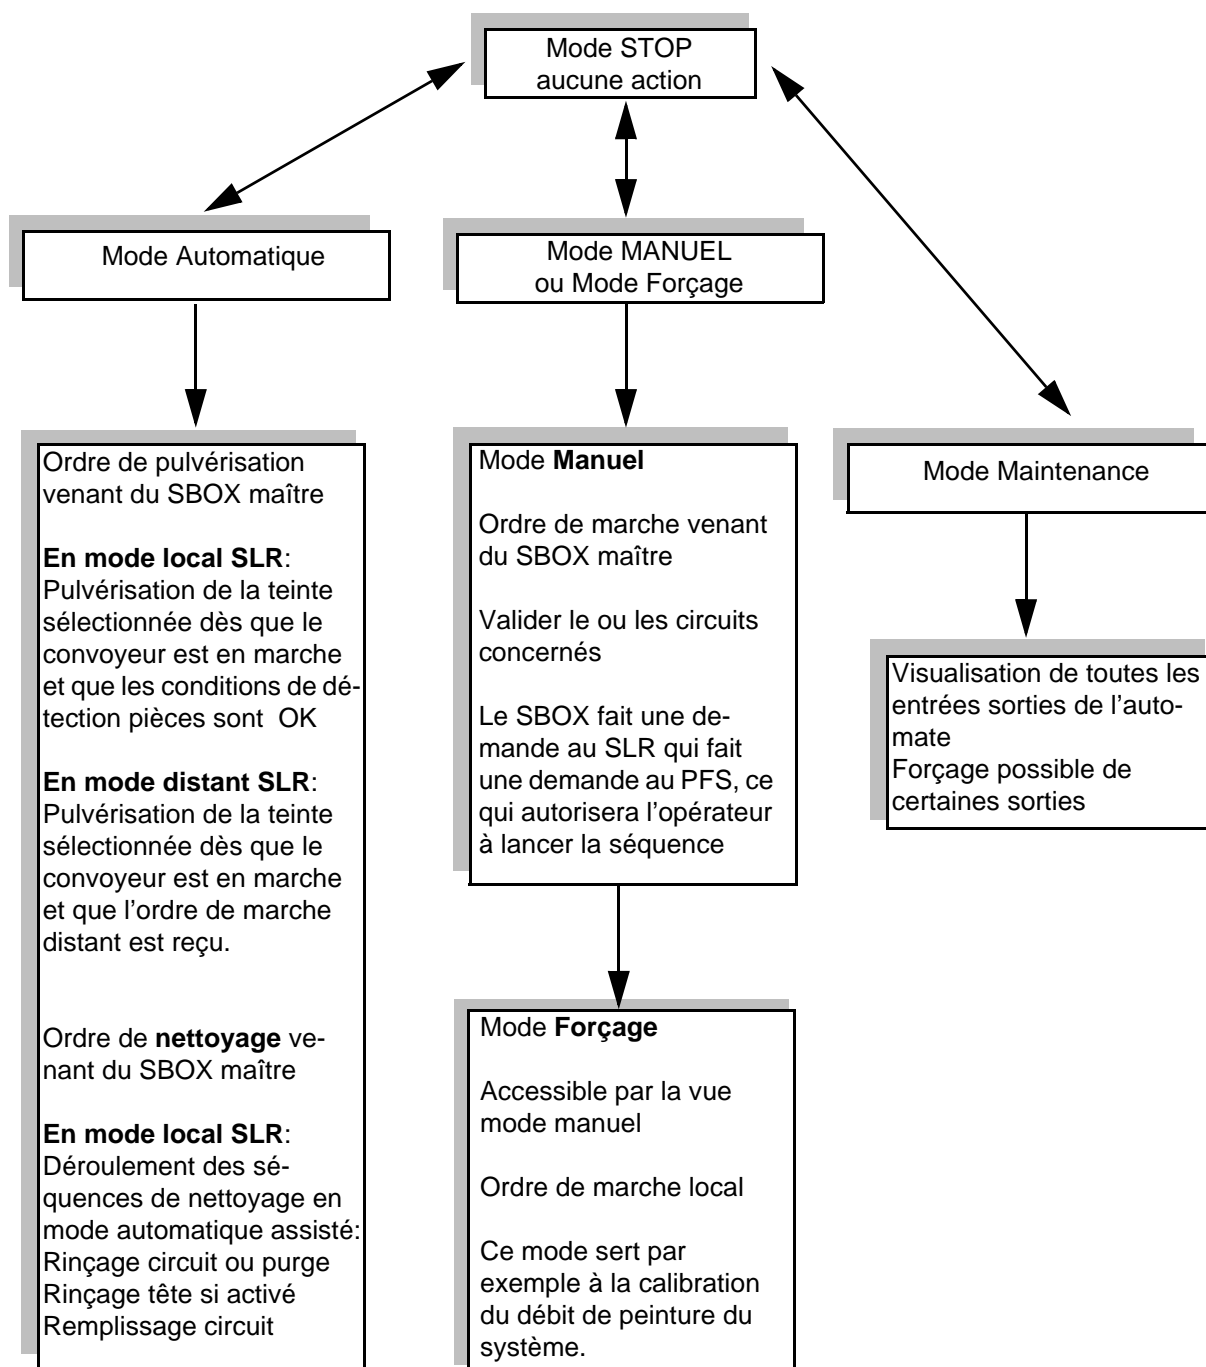 Mode STOP
aucune action
Mode Automatique
Mode MANUEL
ou Mode Forçage
Ordre de pulvérisation
venant du SBOX maître
En mode local SLR:
Pulvérisation de la teinte
sélectionnée dès que le
convoyeur est en marche
et que les conditions de dé-
tection pièces sont OK
En mode distant SLR:
Pulvérisation de la teinte
sélectionnée dès que le
convoyeur est en marche
et que l'ordre de marche
distant est reçu.
Ordre de nettoyage ve-
nant du SBOX maître
En mode local SLR:
Déroulement des sé-
quences de nettoyage en
mode automatique assisté:
Rinçage circuit ou purge
Rinçage tête si activé
Remplissage circuit
Mode Manuel
Ordre de marche venant
du SBOX maître
Valider le ou les circuits
concernés
Le SBOX fait une de-
mande au SLR qui fait
une demande au PFS, ce
qui autorisera l'opérateur
à lancer la séquence
Mode Forçage
Accessible par la vue
mode manuel
Ordre de marche local
Ce mode sert par
exemple à la calibration
du débit de peinture du
système.
Mode Maintenance
Visualisation de toutes les
entrées sorties de l'auto-
mate
Forçage possible de
certaines sorties